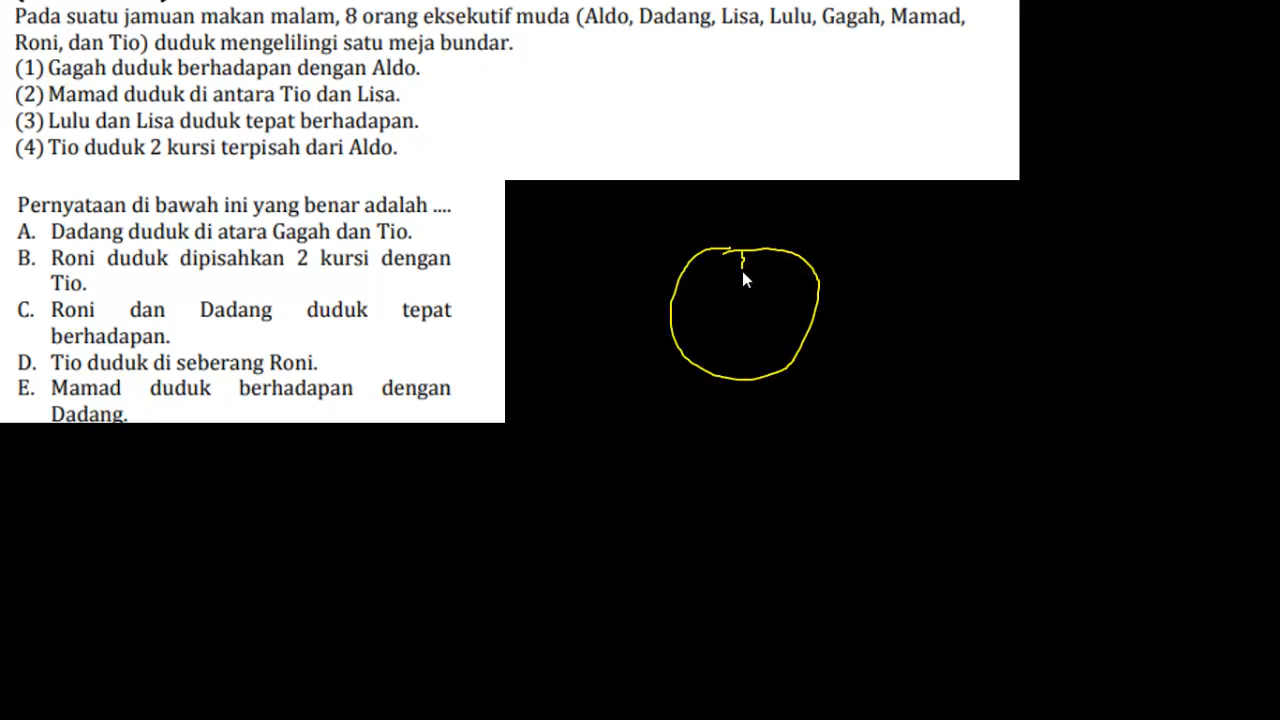 Pada suatu jamuan makan malam, 8 orang eksekutif muda (Aldo, Dadang, Lisa, Lulu, Gagah, Mamad,
Roni, dan Tio) duduk mengelilingi satu meja bundar.
(1) Gagah duduk berhadapan dengan Aldo.
(2) Mamad duduk di antara Tio dan Lisa.
(3) Lulu dan Lisa duduk tepat berhadapan.
(4) Tio duduk 2 kursi terpisah dari Aldo.
Pernyataan di bawah ini yang benar adalah ....
A. Dadang duduk di atara Gagah dan Tio.
B. Roni duduk dipisahkan 2 kursi dengan
Tio.
C. Roni dan Dadang duduk tepat
berhadapan.
D. Tio duduk di seberang Roni.
E. Mamad duduk berhadapan dengan
Dadang.